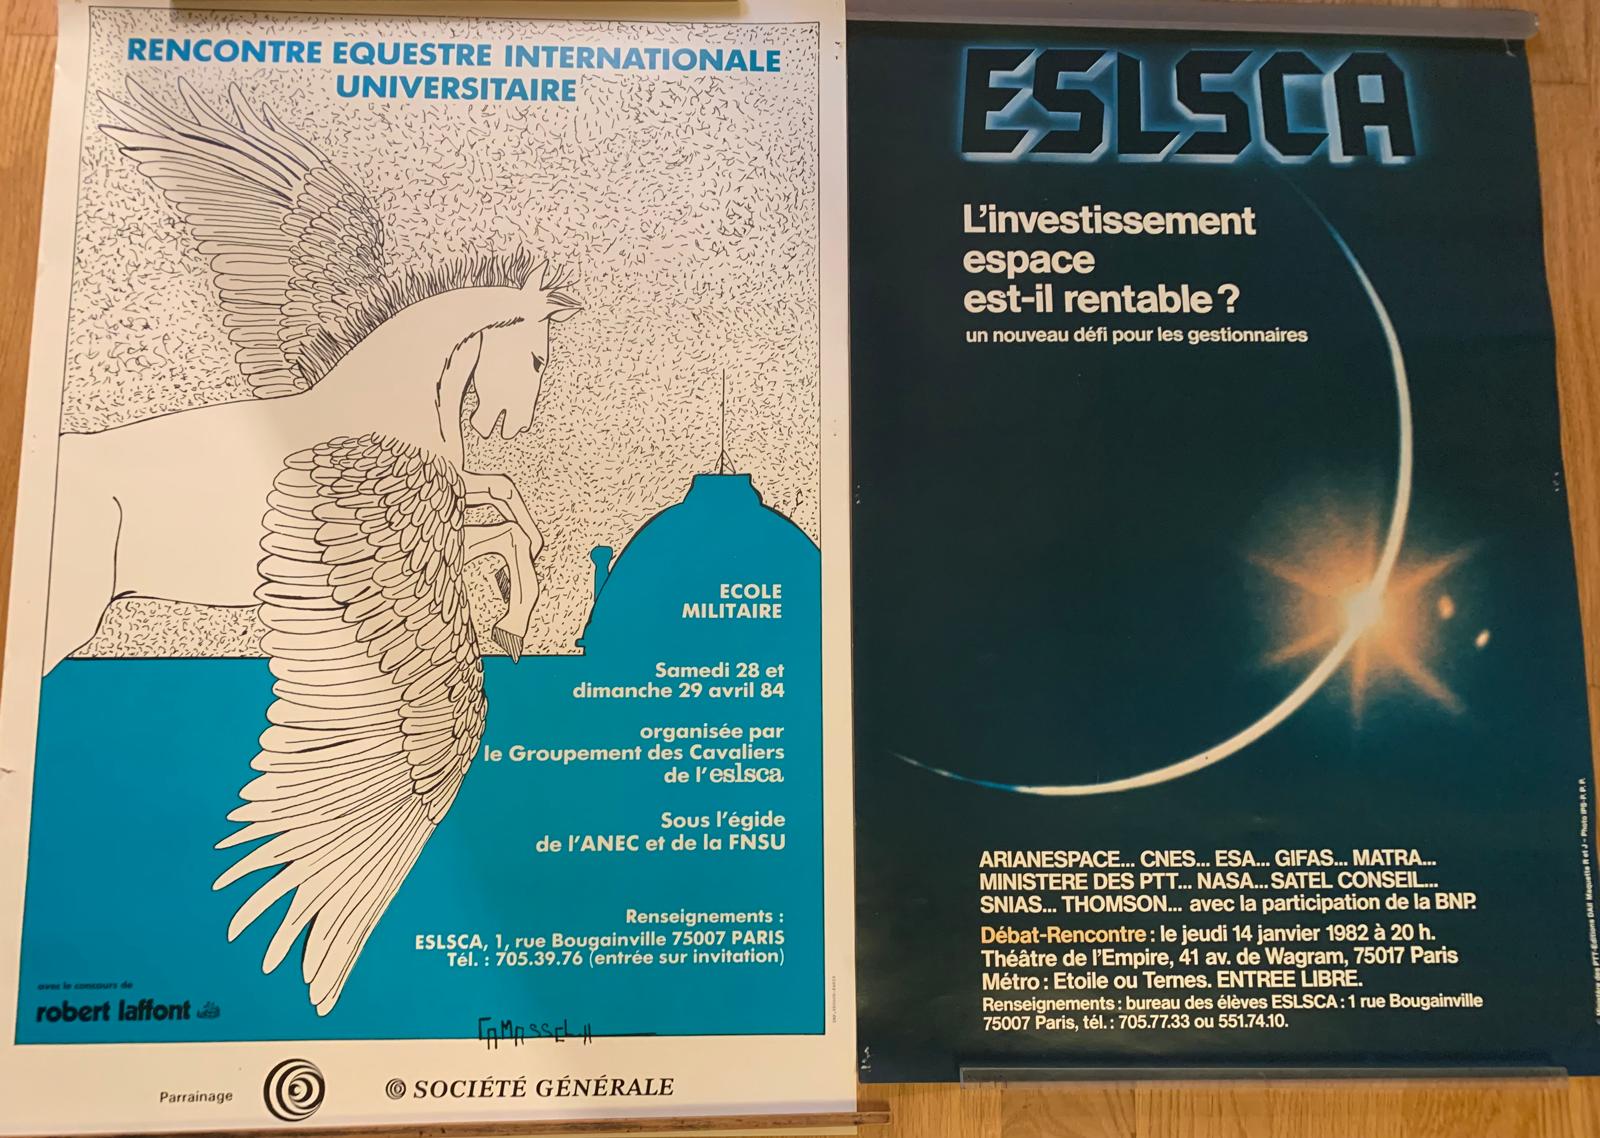 RENCONTRE EQUESTRE INTERNATIONALE
UNIVERSITAIRE
ECOLE
MILITAIRE
Samedi 28 et
dimanche 29 avril 84
organisée par
le Groupement des Cavaliers
de l'eslsca
Sous l'égide
de l'ANEC et de la FNSU
Renseignements :
ESLSCA, 1, rue Bougainville 75007 PARIS
Tél. : 705.39.76 (entrée sur invitation)
avec le concours de
robert laffont
Parrainage
SOCIÉTÉ GÉNÉRALE
ESLSCA
L'investissement
espace
est-il rentable ?
un nouveau défi pour les gestionnaires
ARIANESPACE... CNES... ESA... GIFAS... MATRA...
MINISTERE DES PTT... NASA... SATEL CONSEIL...
SNIAS... THOMSON... avec la participation de la BNP.
Débat-Rencontre : le jeudi 14 janvier 1982 à 20 h.
Théâtre de l'Empire, 41 av. de Wagram, 75017 Paris
Métro : Etoile ou Ternes. ENTREE LIBRE.
Renseignements : bureau des élèves ESLSCA : 1 rue Bougainville
75007 Paris, tél. : 705.77.33 ou 551.74.10.